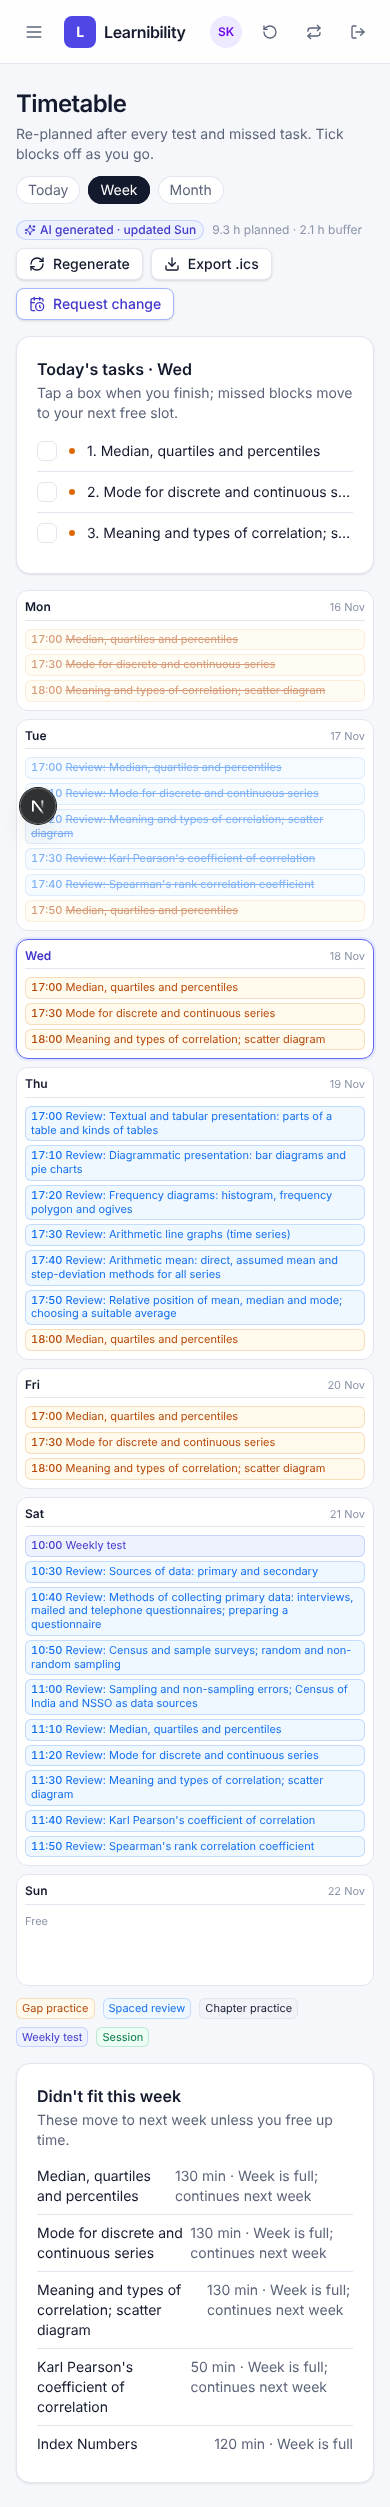 L Learnibility SK
Timetable
Re-planned after every test and missed task. Tick
blocks off as you go.
Today Week Month
AI generated · updated Sun 9.3 h planned · 2.1 h buffer
Regenerate Export .ics
Request change
Today's tasks · Wed
Tap a box when you finish; missed blocks move
to your next free slot.
1. Median, quartiles and percentiles
2. Mode for discrete and continuous s...
3. Meaning and types of correlation; s...
Mon 16 Nov
17:00 Median, quartiles and percentiles
17:30 Mode for discrete and continuous series
18:00 Meaning and types of correlation; scatter diagram
Tue 17 Nov
17:00 Review: Median, quartiles and percentiles
N
Review: Mode for discrete and continuous series
Review: Meaning and types of correlation; scatter
diagram
17:30 Review: Karl Pearson's coefficient of correlation
17:40 Review: Spearman's rank correlation coefficient
17:50 Median, quartiles and percentiles
Wed 18 Nov
17:00 Median, quartiles and percentiles
17:30 Mode for discrete and continuous series
18:00 Meaning and types of correlation; scatter diagram
Thu 19 Nov
17:00 Review: Textual and tabular presentation: parts of a
table and kinds of tables
17:10 Review: Diagrammatic presentation: bar diagrams and
pie charts
17:20 Review: Frequency diagrams: histogram, frequency
polygon and ogives
17:30 Review: Arithmetic line graphs (time series)
17:40 Review: Arithmetic mean: direct, assumed mean and
step-deviation methods for all series
17:50 Review: Relative position of mean, median and mode;
choosing a suitable average
18:00 Median, quartiles and percentiles
Fri 20 Nov
17:00 Median, quartiles and percentiles
17:30 Mode for discrete and continuous series
18:00 Meaning and types of correlation; scatter diagram
Sat 21 Nov
10:00 Weekly test
10:30 Review: Sources of data: primary and secondary
10:40 Review: Methods of collecting primary data: interviews,
mailed and telephone questionnaires; preparing a
questionnaire
10:50 Review: Census and sample surveys; random and non-
random sampling
11:00 Review: Sampling and non-sampling errors; Census of
India and NSSO as data sources
11:10 Review: Median, quartiles and percentiles
11:20 Review: Mode for discrete and continuous series
11:30 Review: Meaning and types of correlation; scatter
diagram
11:40 Review: Karl Pearson's coefficient of correlation
11:50 Review: Spearman's rank correlation coefficient
Sun 22 Nov
Free
Gap practice Spaced review Chapter practice
Weekly test Session
Didn't fit this week
These move to next week unless you free up
time.
Median, quartiles 130 min · Week is full;
and percentiles continues next week
Mode for discrete and 130 min · Week is full;
continuous series continues next week
Meaning and types of 130 min · Week is full;
correlation; scatter continues next week
diagram
Karl Pearson's 50 min · Week is full;
coefficient of continues next week
correlation
Index Numbers 120 min · Week is full